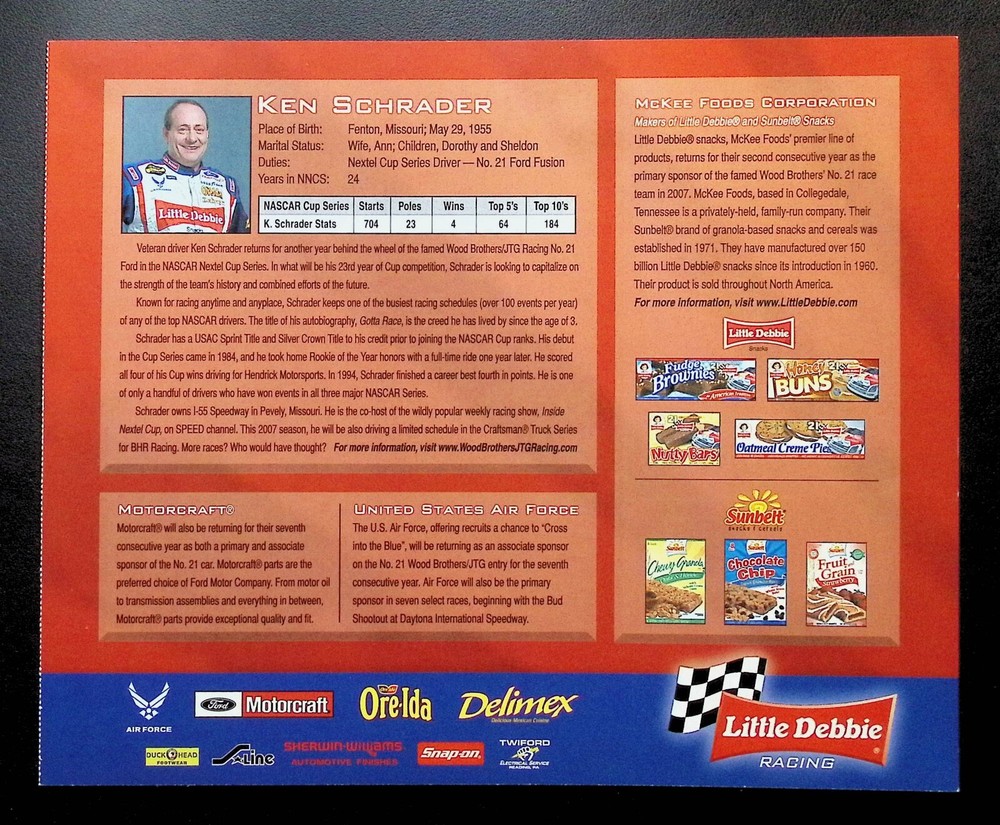 KEN SCHRADER
Place of Birth: Fenton, Missouri; May 29, 1955
Marital Status: Wife, Ann; Children, Dorothy and Sheldon
Duties: Nextel Cup Series Driver — No. 21 Ford Fusion
Years in NNCS: 24
NASCAR Cup Series Starts Poles Wins Top 5's Top 10's
K. Schrader Stats 704 23 4 64 184
Little Debbie
Veteran driver Ken Schrader returns for another year behind the wheel of the famed Wood Brothers/JTG Racing No. 21
Ford in the NASCAR Nextel Cup Series. In what will be his 23rd year of Cup competition, Schrader is looking to capitalize on
the strength of the team's history and combined efforts of the future.
Known for racing anytime and anyplace, Schrader keeps one of the busiest racing schedules (over 100 events per year)
of any of the top NASCAR drivers. The title of his autobiography, Gotta Race, is the creed he has lived by since the age of 3.
Schrader has a USAC Sprint Title and Silver Crown Title to his credit prior to joining the NASCAR Cup ranks. His debut
in the Cup Series came in 1984, and he took home Rookie of the Year honors with a full-time ride one year later. He scored
all four of his Cup wins driving for Hendrick Motorsports. In 1994, Schrader finished a career best fourth in points. He is one
of only a handful of drivers who have won events in all three major NASCAR Series.
Schrader owns I-55 Speedway in Pevely, Missouri. He is the co-host of the wildly popular weekly racing show, Inside
Nextel Cup, on SPEED channel. This 2007 season, he will also be driving a limited schedule in the Craftsman® Truck Series
for BHR Racing. More races? Who would have thought? For more information, visit www.WoodBrothersJTGRacing.com
MOTORCRAFT®
Motorcraft® will also be returning for their seventh
consecutive year as both a primary and associate
sponsor of the No. 21 car. Motorcraft® parts are the
preferred choice of Ford Motor Company. From motor oil
to transmission assemblies and everything in between,
Motorcraft® parts provide exceptional quality and fit.
UNITED STATES AIR FORCE
The U.S. Air Force, offering recruits a chance to "Cross
into the Blue", will be returning as an associate sponsor
on the No. 21 Wood Brothers/JTG entry for the seventh
consecutive year. Air Force will also be the primary
sponsor in seven select races, beginning with the Bud
Shootout at Daytona International Speedway.
MCKEE FOODS CORPORATION
Makers of Little Debbie® and Sunbelt® Snacks
Little Debbie® snacks, McKee Foods' premier line of
products, returns for their second consecutive year as the
primary sponsor of the famed Wood Brothers' No. 21 race
team in 2007. McKee Foods, based in Collegedale,
Tennessee is a privately-held, family-run company. Their
Sunbelt® brand of granola-based snacks and cereals was
established in 1971. They have manufactured over 150
billion Little Debbie® snacks since its introduction in 1960.
Their product is sold throughout North America.
For more information, visit www.LittleDebbie.com
Little Debbie
Snacks
Fudge
Brownies
Honey
BUNS
Nutty Bars
Oatmeal Creme Pies
Sunbelt
snacks & cereals
Sunbelt
Chewy Granola
Sunbelt
Chocolate
Chip
Sunbelt
Fruit &
Grain
Strawberry
AIR FORCE
Ford Motorcraft
Ore-Ida
Delimex
Delicious Mexican Cuisine
DUCK HEAD
FOOTWEAR
S-Line
SHERWIN-WILLIAMS
AUTOMOTIVE FINISHES
Snap-on
TWIFORD
ELECTRICAL SERVICE
READING, PA
Little Debbie
RACING